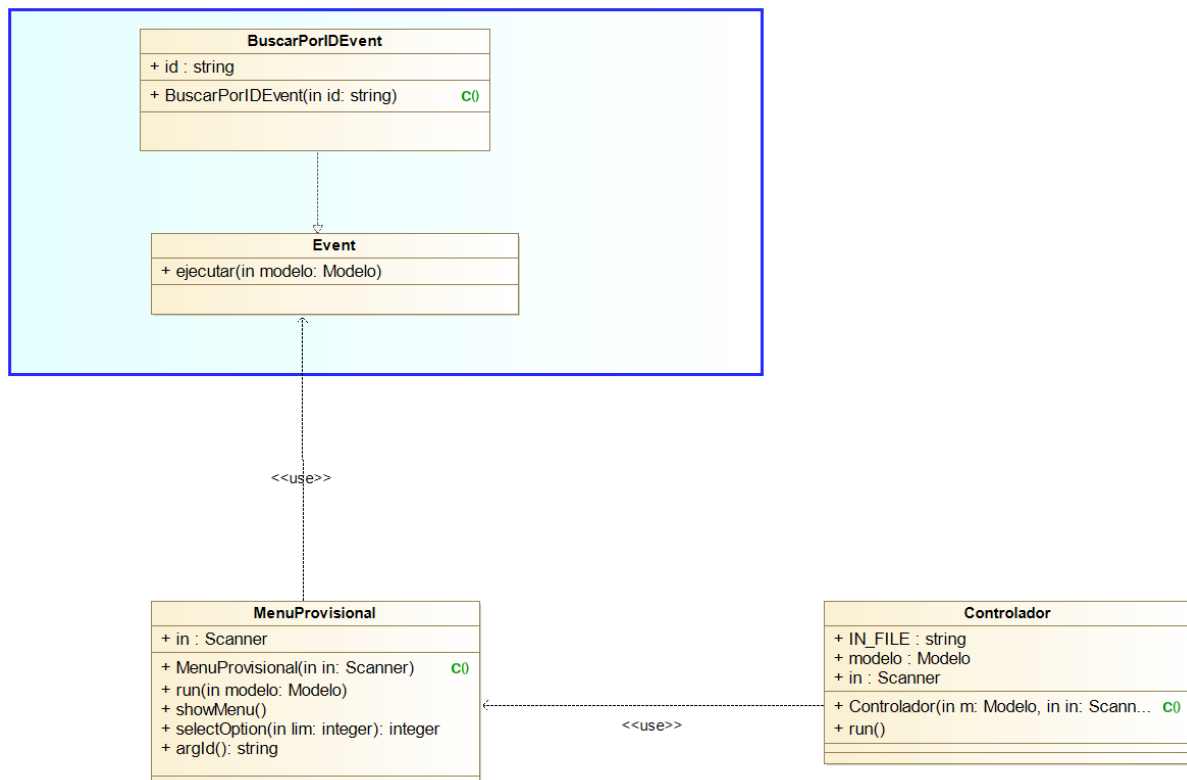 BuscarPorIDEvent
+ id : string
+ BuscarPorIDEvent(in id: string) C()
Event
+ ejecutar(in modelo: Modelo)
<<use>>
MenuProvisional
+ in : Scanner
+ MenuProvisional(in in: Scanner) C()
+ run(in modelo: Modelo)
+ showMenu()
+ selectOption(in lim: integer): integer
+ argId(): string
<<use>>
Controlador
+ IN_FILE : string
+ modelo : Modelo
+ in : Scanner
+ Controlador(in m: Modelo, in in: Scann... C()
+ run()